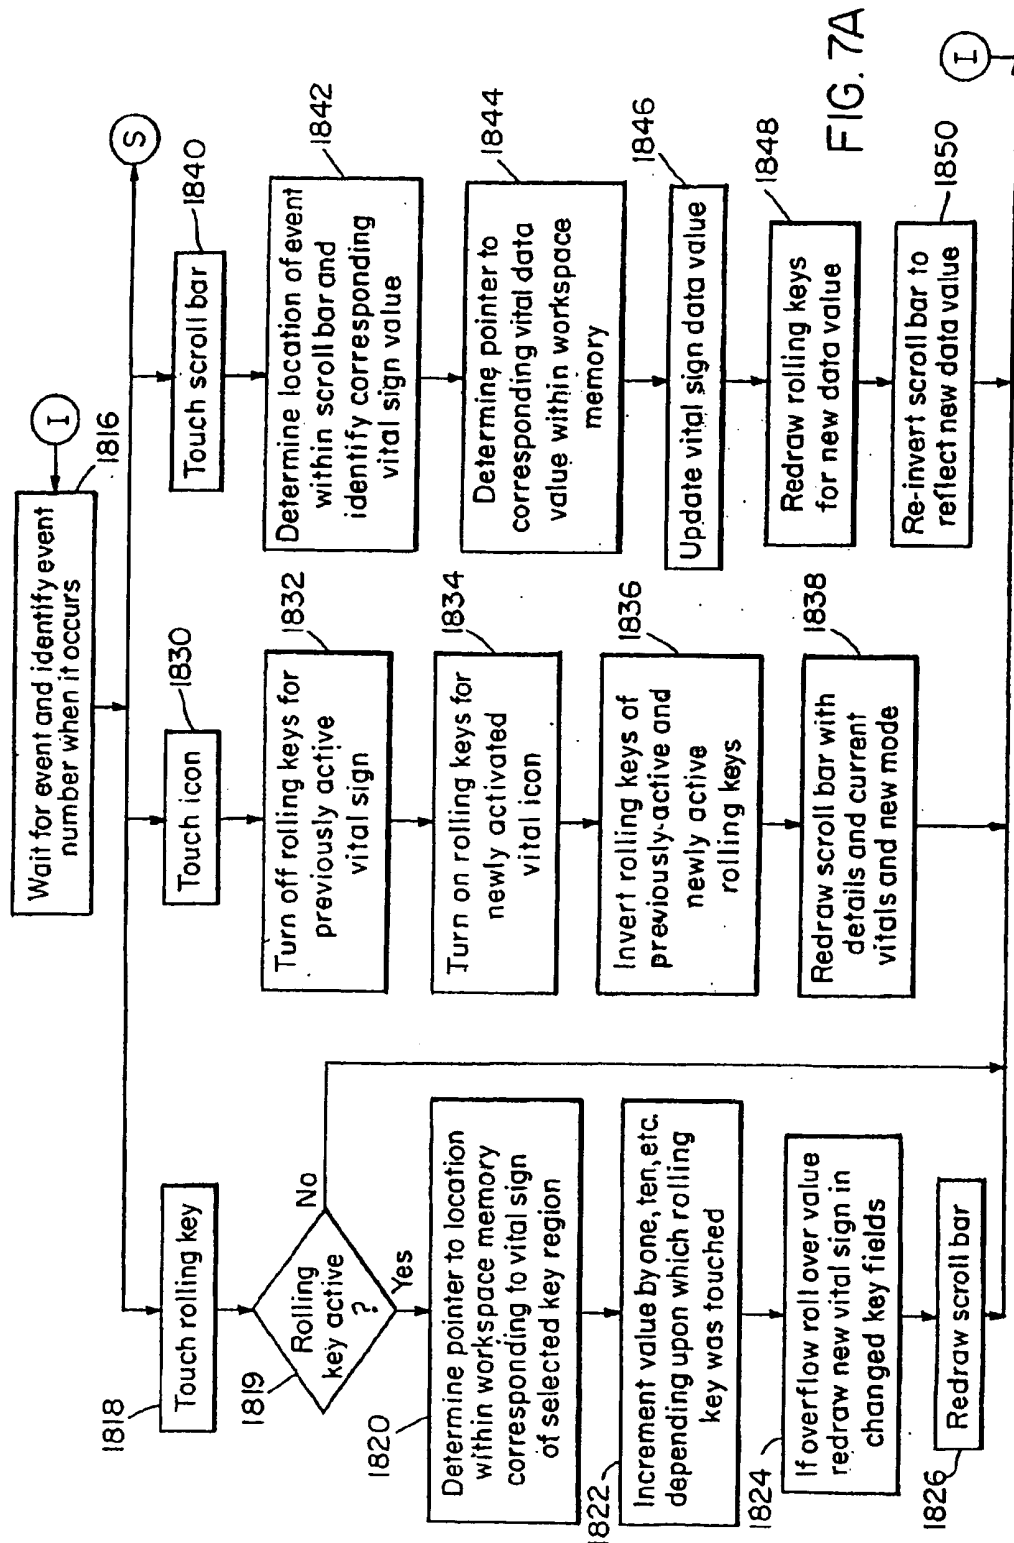 I
1816
Wait for event and identify event
number when it occurs
S
1818
Touch rolling key
1819
Rolling
key active
?
No
Yes
1820
Determine pointer to location
within workspace memory
corresponding to vital sign
of selected key region
1822
Increment value by one, ten, etc.
depending upon which rolling
key was touched
1824
If overflow roll over value
redraw new vital sign in
changed key fields
1826
Redraw scroll bar
1830
Touch icon
1832
Turn off rolling keys for
previously active
vital sign
1834
Turn on rolling keys for
newly activated
vital icon
1836
Invert rolling keys of
previously-active and
newly active
rolling keys
1838
Redraw scroll bar with
details and current
vitals and new mode
1840
Touch scroll bar
1842
Determine location of event
within scroll bar and
identify corresponding
vital sign value
1844
Determine pointer to
corresponding vital data
value within workspace
memory
1846
Update vital sign data value
1848
Redraw rolling keys
for new data value
1850
Re-invert scroll bar to
reflect new data value
FIG. 7A
I